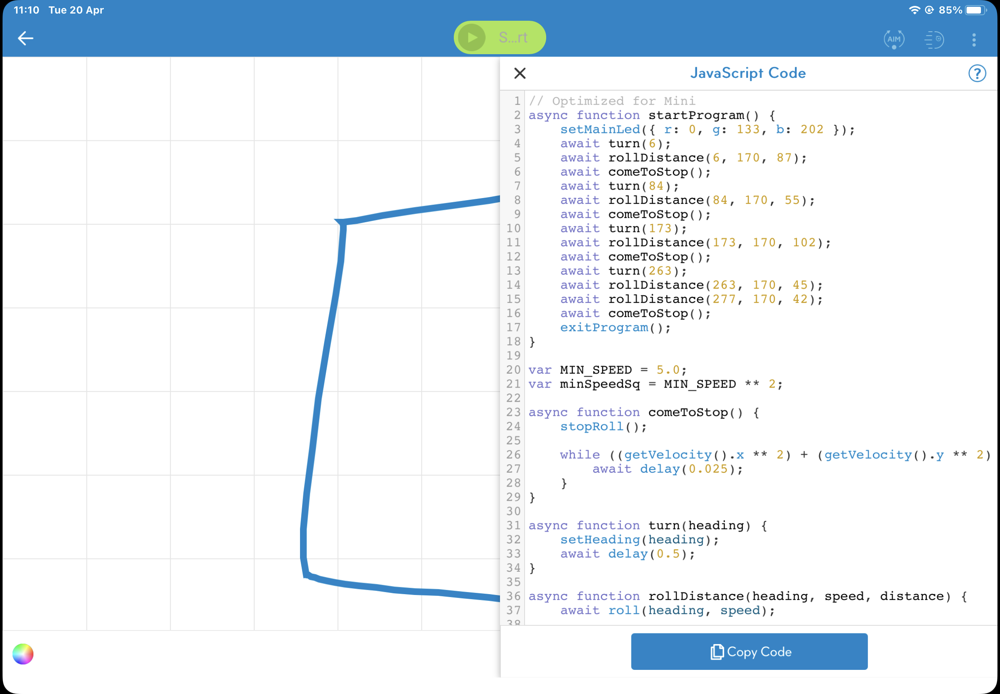 11:10 Tue 20 Apr
85%
S...rt
AIM
JavaScript Code
?
1 // Optimized for Mini
2 async function startProgram() {
3 setMainLed({ r: 0, g: 133, b: 202 });
4 await turn(6);
5 await rollDistance(6, 170, 87);
6 await comeToStop();
7 await turn(84);
8 await rollDistance(84, 170, 55);
9 await comeToStop();
10 await turn(173);
11 await rollDistance(173, 170, 102);
12 await comeToStop();
13 await turn(263);
14 await rollDistance(263, 170, 45);
15 await rollDistance(277, 170, 42);
16 await comeToStop();
17 exitProgram();
18 }
19
20 var MIN_SPEED = 5.0;
21 var minSpeedSq = MIN_SPEED ** 2;
22
23 async function comeToStop() {
24 stopRoll();
25
26 while ((getVelocity().x ** 2) + (getVelocity().y ** 2)
27 await delay(0.025);
28 }
29 }
30
31 async function turn(heading) {
32 setHeading(heading);
33 await delay(0.5);
34 }
35
36 async function rollDistance(heading, speed, distance) {
37 await roll(heading, speed);
38
Copy Code